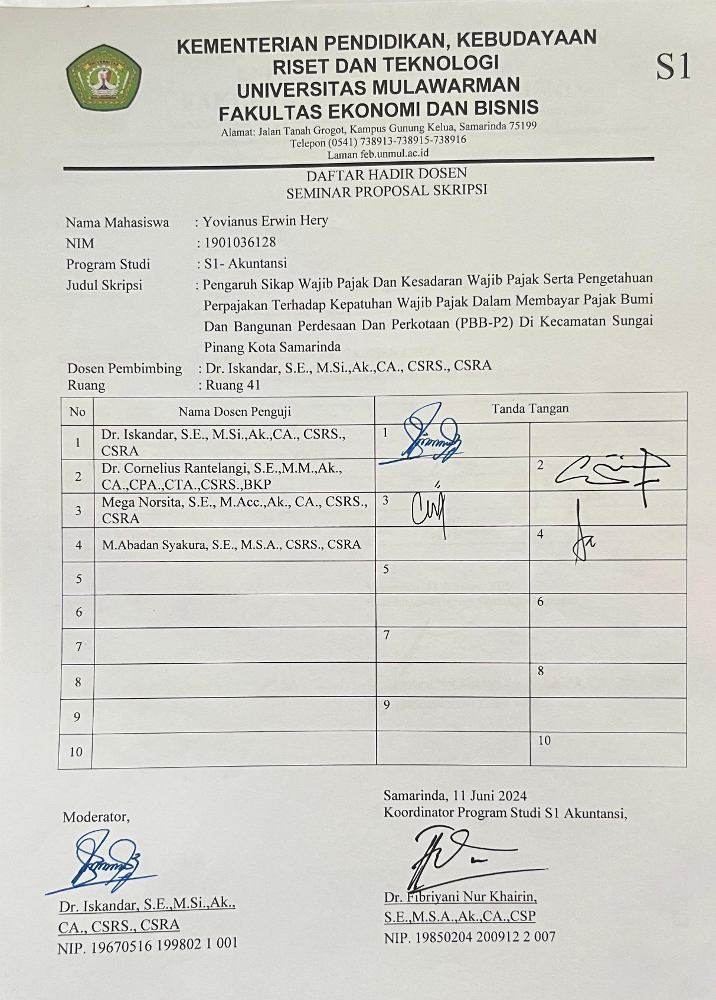 KEMENTERIAN PENDIDIKAN, KEBUDAYAAN
RISET DAN TEKNOLOGI
UNIVERSITAS MULAWARMAN
FAKULTAS EKONOMI DAN BISNIS
S1
Alamat: Jalan Tanah Grogot, Kampus Gunung Kelua, Samarinda 75199
Telepon (0541) 738913-738915-738916
Laman feb.unmul.ac.id
DAFTAR HADIR DOSEN
SEMINAR PROPOSAL SKRIPSI
Nama Mahasiswa : Yovianus Erwin Hery
NIM : 1901036128
Program Studi : S1- Akuntansi
Judul Skripsi : Pengaruh Sikap Wajib Pajak Dan Kesadaran Wajib Pajak Serta Pengetahuan
Perpajakan Terhadap Kepatuhan Wajib Pajak Dalam Membayar Pajak Bumi
Dan Bangunan Perdesaan Dan Perkotaan (PBB-P2) Di Kecamatan Sungai
Pinang Kota Samarinda
Dosen Pembimbing : Dr. Iskandar, S.E., M.Si.,Ak.,CA., CSRS., CSRA
Ruang : Ruang 41
No Nama Dosen Penguji Tanda Tangan
1 Dr. Iskandar, S.E., M.Si.,Ak.,CA., CSRS., 1
CSRA
2 Dr. Cornelius Rantelangi, S.E.,M.M.,Ak., 2
CA.,CPA.,CTA.,CSRS.,BKP
3 Mega Norsita, S.E., M.Acc.,Ak., CA., CSRS., 3
CSRA
4 M.Abadan Syakura, S.E., M.S.A., CSRS., CSRA 4
5 5
6 6
7 7
8 8
9 9
10 10
Samarinda, 11 Juni 2024
Moderator, Koordinator Program Studi S1 Akuntansi,
Dr. Iskandar, S.E.,M.Si.,Ak., Dr. Fibriyani Nur Khairin,
CA., CSRS., CSRA S.E.,M.S.A.,Ak.,CA.,CSP
NIP. 19670516 199802 1 001 NIP. 19850204 200912 2 007